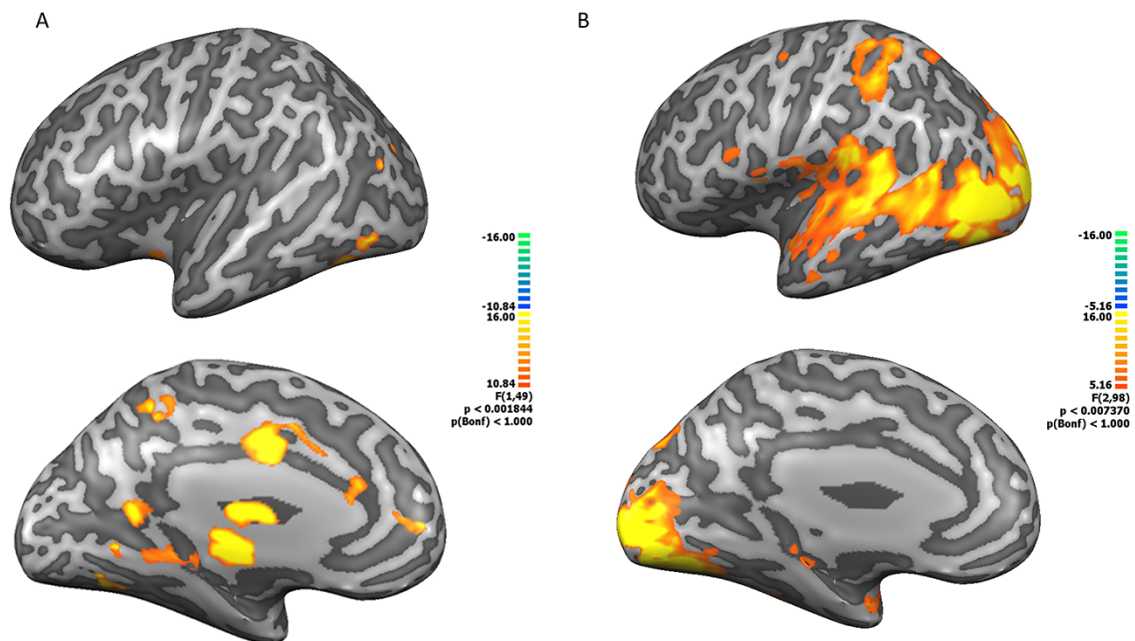 A
B
-16.00
-10.84
16.00
10.84
F(1,49)
p < 0.001844
p(Bonf) < 1.000
-16.00
-5.16
16.00
5.16
F(2,98)
p < 0.007370
p(Bonf) < 1.000